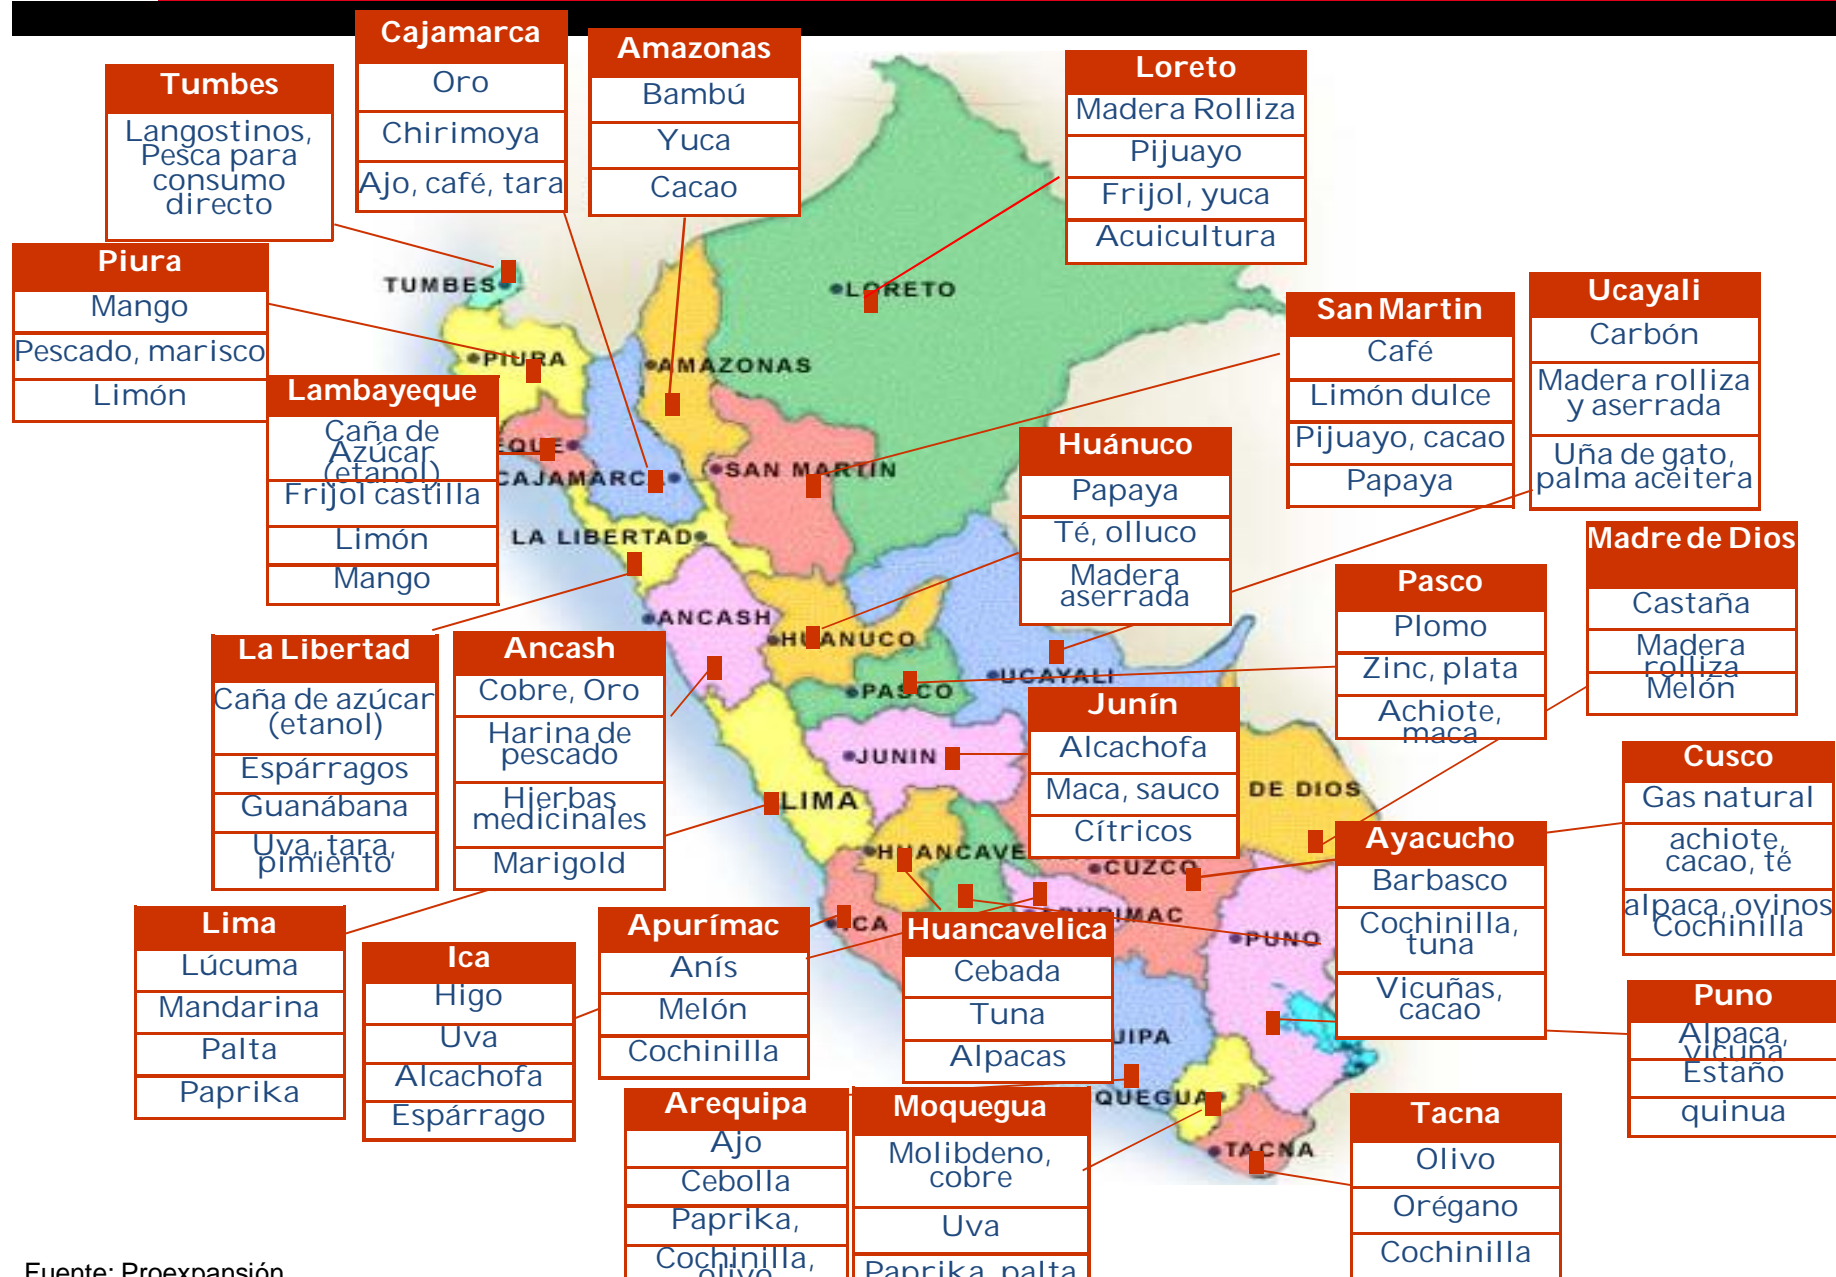 Cajamarca
Oro
Chirimoya
Ajo, café, tara
Amazonas
Bambú
Yuca
Cacao
Loreto
Madera Rolliza
Pijuayo
Frijol, yuca
Acuicultura
Tumbes
Langostinos,
Pesca para
consumo
directo
Piura
Mango
Pescado, marisco
Limón
Lambayeque
Caña de
Azúcar
(etanol)
Frijol castilla
Limón
Mango
San Martin
Café
Limón dulce
Pijuayo, cacao
Papaya
Ucayali
Carbón
Madera rolliza
y aserrada
Uña de gato,
palma aceitera
Huánuco
Papaya
Té, olluco
Madera
aserrada
Madre de Dios
Castaña
Madera
rolliza
Melón
Pasco
Plomo
Zinc, plata
Achiote,
maca
La Libertad
Caña de azúcar
(etanol)
Espárragos
Guanábana
Uva, tara,
pimiento
Ancash
Cobre, Oro
Harina de
pescado
Hierbas
medicinales
Marigold
Junín
Alcachofa
Maca, sauco
Cítricos
Cusco
Gas natural
achiote,
cacao, té
alpaca, ovinos
Cochinilla
Ayacucho
Barbasco
Cochinilla,
tuna
Vicuñas,
cacao
Lima
Lúcuma
Mandarina
Palta
Paprika
Ica
Higo
Uva
Alcachofa
Espárrago
Apurímac
Anís
Melón
Cochinilla
Huancavelica
Cebada
Tuna
Alpacas
Puno
Alpaca,
vicuña
Estaño
quinua
Arequipa
Ajo
Cebolla
Paprika,
Cochinilla,
olivo
Moquegua
Molibdeno,
cobre
Uva
Paprika, palta
Tacna
Olivo
Orégano
Cochinilla
TUMBES
PIURA
LORETO
AMAZONAS
EQUE
CAJAMARCA
SAN MARTIN
LA LIBERTAD
ANCASH
HUANUCO
PASCO
UCAYALI
JUNIN
LIMA
DE DIOS
HUANCAVE
CUZCO
ICA
APURIMAC
PUNO
UIPA
QUEGUA
TACNA
Fuente: Proexpansión